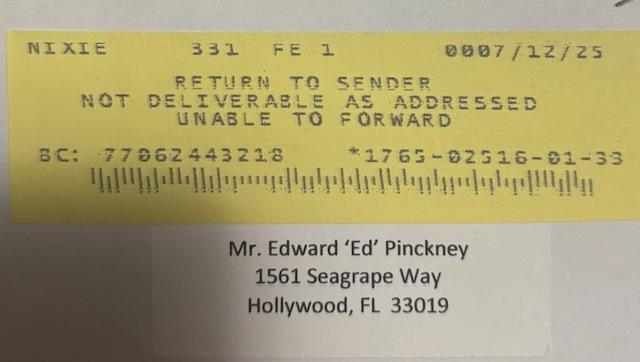 NIXIE 331 FE 1 0007/12/25
RETURN TO SENDER
NOT DELIVERABLE AS ADDRESSED
UNABLE TO FORWARD
BC: 77062443218 *1765-02516-01-33
Mr. Edward ‘Ed’ Pinckney
1561 Seagrape Way
Hollywood, FL 33019